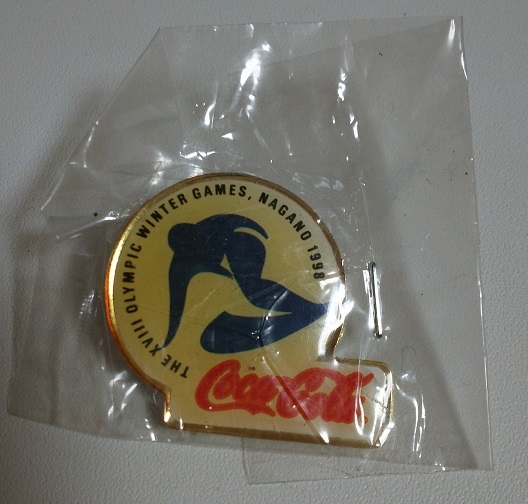 THE XVIII OLYMPIC WINTER GAMES, NAGANO 1998
Coca-Cola